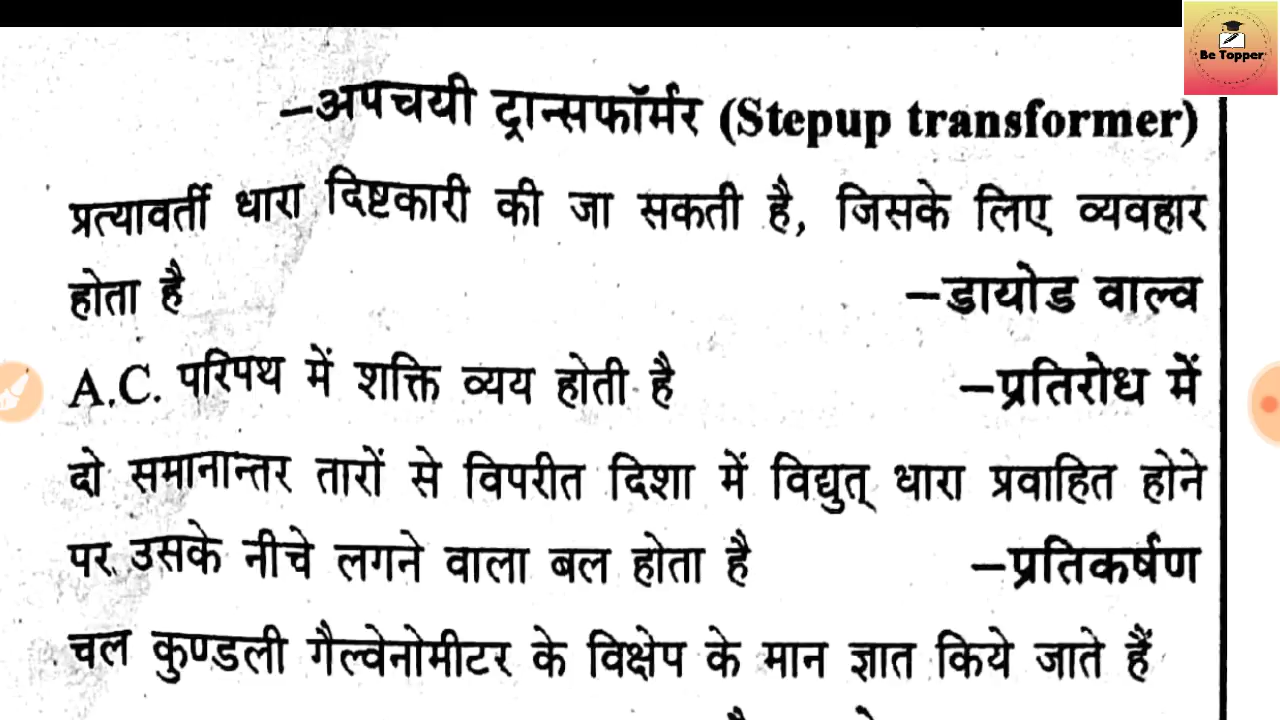 Be Topper
–अपचयी ट्रान्सफॉर्मर (Stepup transformer)
प्रत्यावर्ती धारा दिष्टकारी की जा सकती है, जिसके लिए व्यवहार
होता है –डायोड वाल्व
A.C. परिपथ में शक्ति व्यय होती है –प्रतिरोध में
दो समानान्तर तारों से विपरीत दिशा में विद्युत् धारा प्रवाहित होने
पर उसके नीचे लगने वाला बल होता है –प्रतिकर्षण
चल कुण्डली गैल्वेनोमीटर के विक्षेप के मान ज्ञात किये जाते हैं